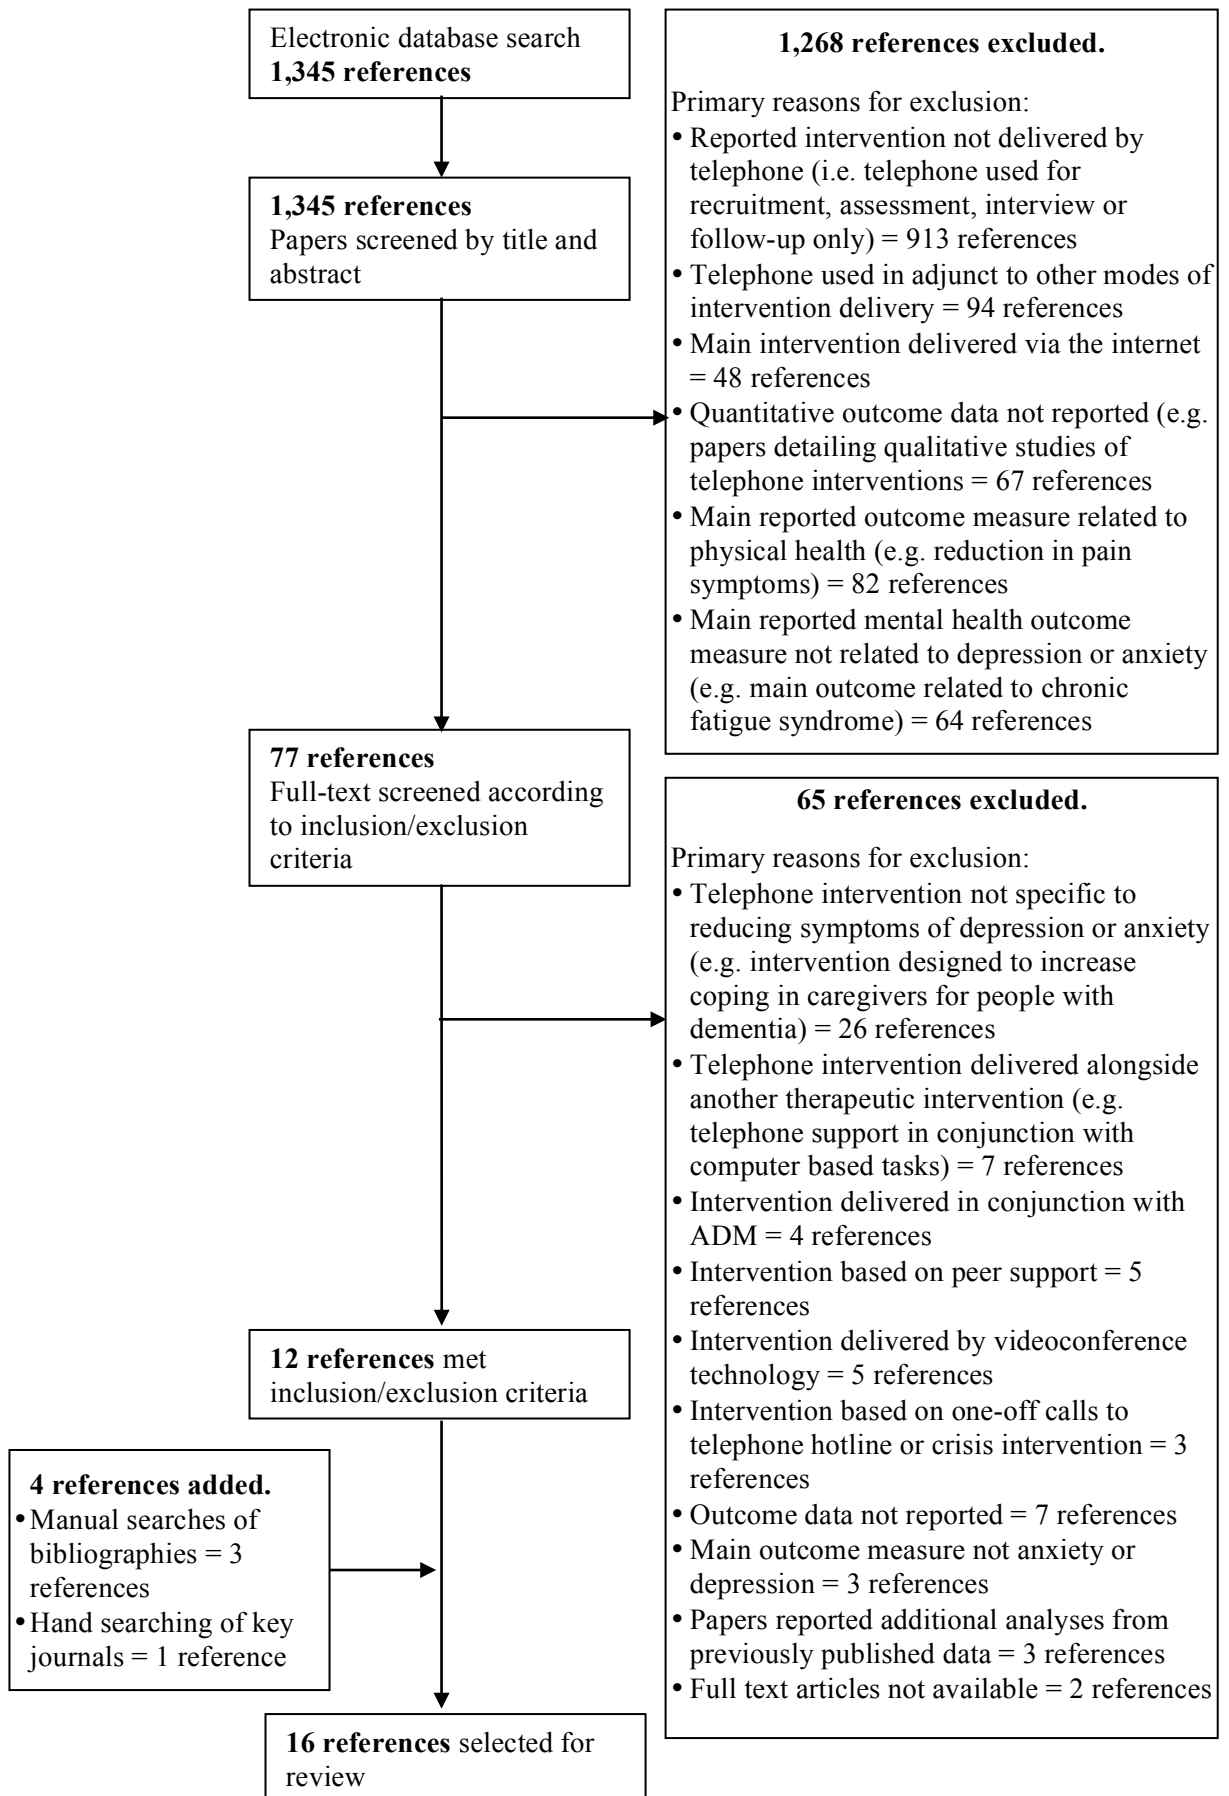 Electronic database search
1,345 references
1,345 references
Papers screened by title and
abstract
1,268 references excluded.
Primary reasons for exclusion:
• Reported intervention not delivered by
telephone (i.e. telephone used for
recruitment, assessment, interview or
follow-up only) = 913 references
• Telephone used in adjunct to other modes of
intervention delivery = 94 references
• Main intervention delivered via the internet
= 48 references
• Quantitative outcome data not reported (e.g.
papers detailing qualitative studies of
telephone interventions = 67 references
• Main reported outcome measure related to
physical health (e.g. reduction in pain
symptoms) = 82 references
• Main reported mental health outcome
measure not related to depression or anxiety
(e.g. main outcome related to chronic
fatigue syndrome) = 64 references
77 references
Full-text screened according
to inclusion/exclusion
criteria
65 references excluded.
Primary reasons for exclusion:
• Telephone intervention not specific to
reducing symptoms of depression or anxiety
(e.g. intervention designed to increase
coping in caregivers for people with
dementia) = 26 references
• Telephone intervention delivered alongside
another therapeutic intervention (e.g.
telephone support in conjunction with
computer based tasks) = 7 references
• Intervention delivered in conjunction with
ADM = 4 references
• Intervention based on peer support = 5
references
• Intervention delivered by videoconference
technology = 5 references
• Intervention based on one-off calls to
telephone hotline or crisis intervention = 3
references
• Outcome data not reported = 7 references
• Main outcome measure not anxiety or
depression = 3 references
• Papers reported additional analyses from
previously published data = 3 references
• Full text articles not available = 2 references
12 references met
inclusion/exclusion criteria
4 references added.
• Manual searches of
bibliographies = 3
references
• Hand searching of key
journals = 1 reference
16 references selected for
review